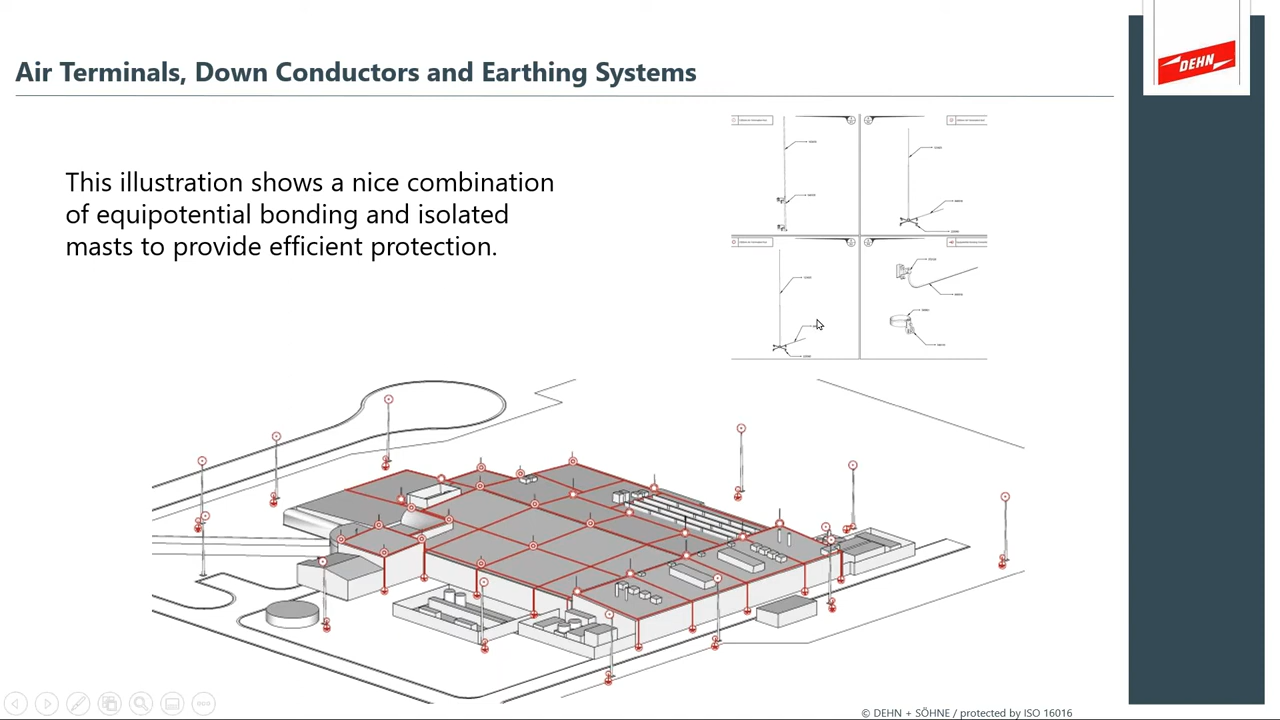 Air Terminals, Down Conductors and Earthing Systems
DEHN
This illustration shows a nice combination
of equipotential bonding and isolated
masts to provide efficient protection.
© DEHN + SÖHNE / protected by ISO 16016